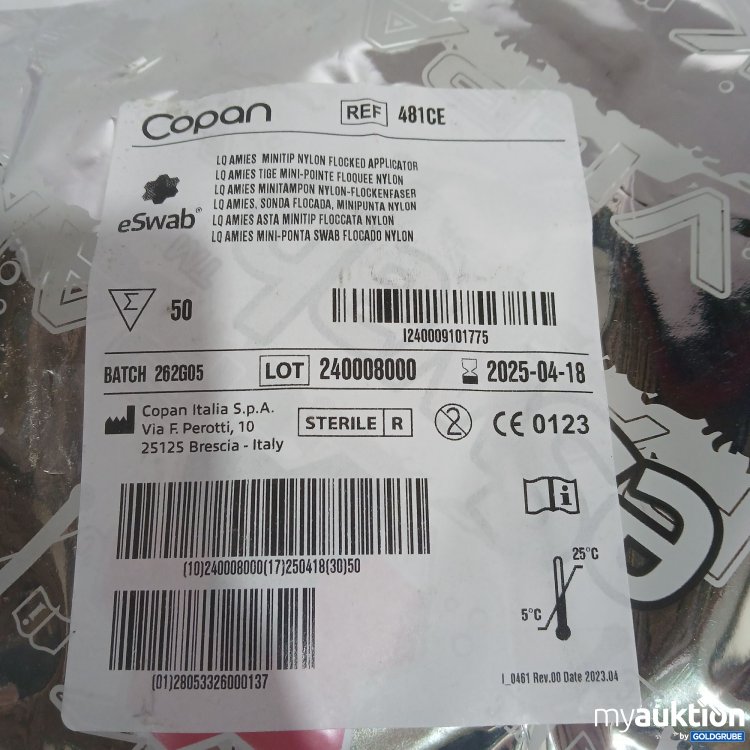 Copan
REF 481CE
LQ AMIES MINITIP NYLON FLOCKED APPLICATOR
LQ AMIES TIGE MINI-POINTE FLOQUEE NYLON
LQ AMIES MINITAMPON NYLON-FLOCKENFASER
LQ AMIES, SONDA FLOCADA, MINIPUNTA NYLON
LQ AMIES ASTA MINITIP FLOCCATA NYLON
LQ AMIES MINI-PONTA SWAB FLOCADO NYLON
eSwab®
Σ 50
I240009101775
BATCH 262G05 LOT 240008000 2025-04-18
Copan Italia S.p.A.
Via F. Perotti, 10
25125 Brescia - Italy
STERILE R
2
CE 0123
i
(10)240008000(17)250418(30)50
25°C
5°C
(01)28053326000137
I_0461 Rev.00 Date 2023.04
myauktion
by GOLDGRUBE